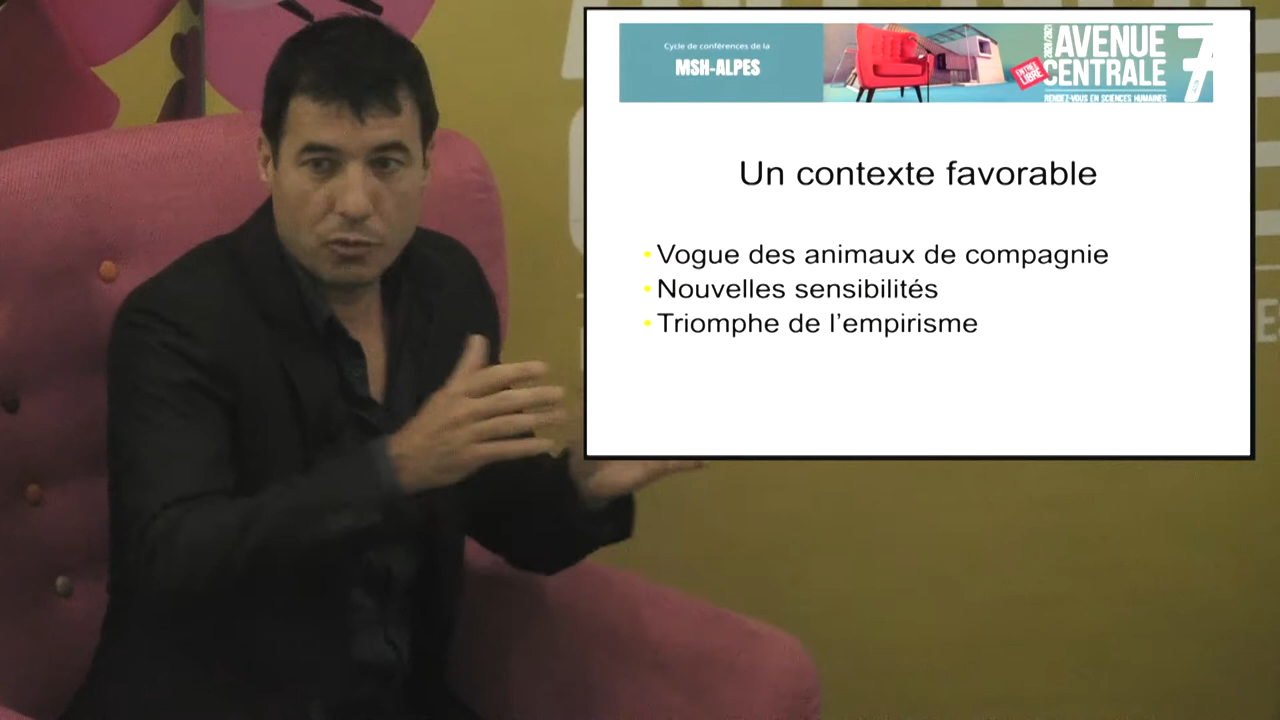 Cycle de conférences de la
MSH-ALPES
ENTRÉE
LIBRE
2020/2021
AVENUE
CENTRALE
RENDEZ-VOUS EN SCIENCES HUMAINES
7
Un contexte favorable
• Vogue des animaux de compagnie
• Nouvelles sensibilités
• Triomphe de l’empirisme